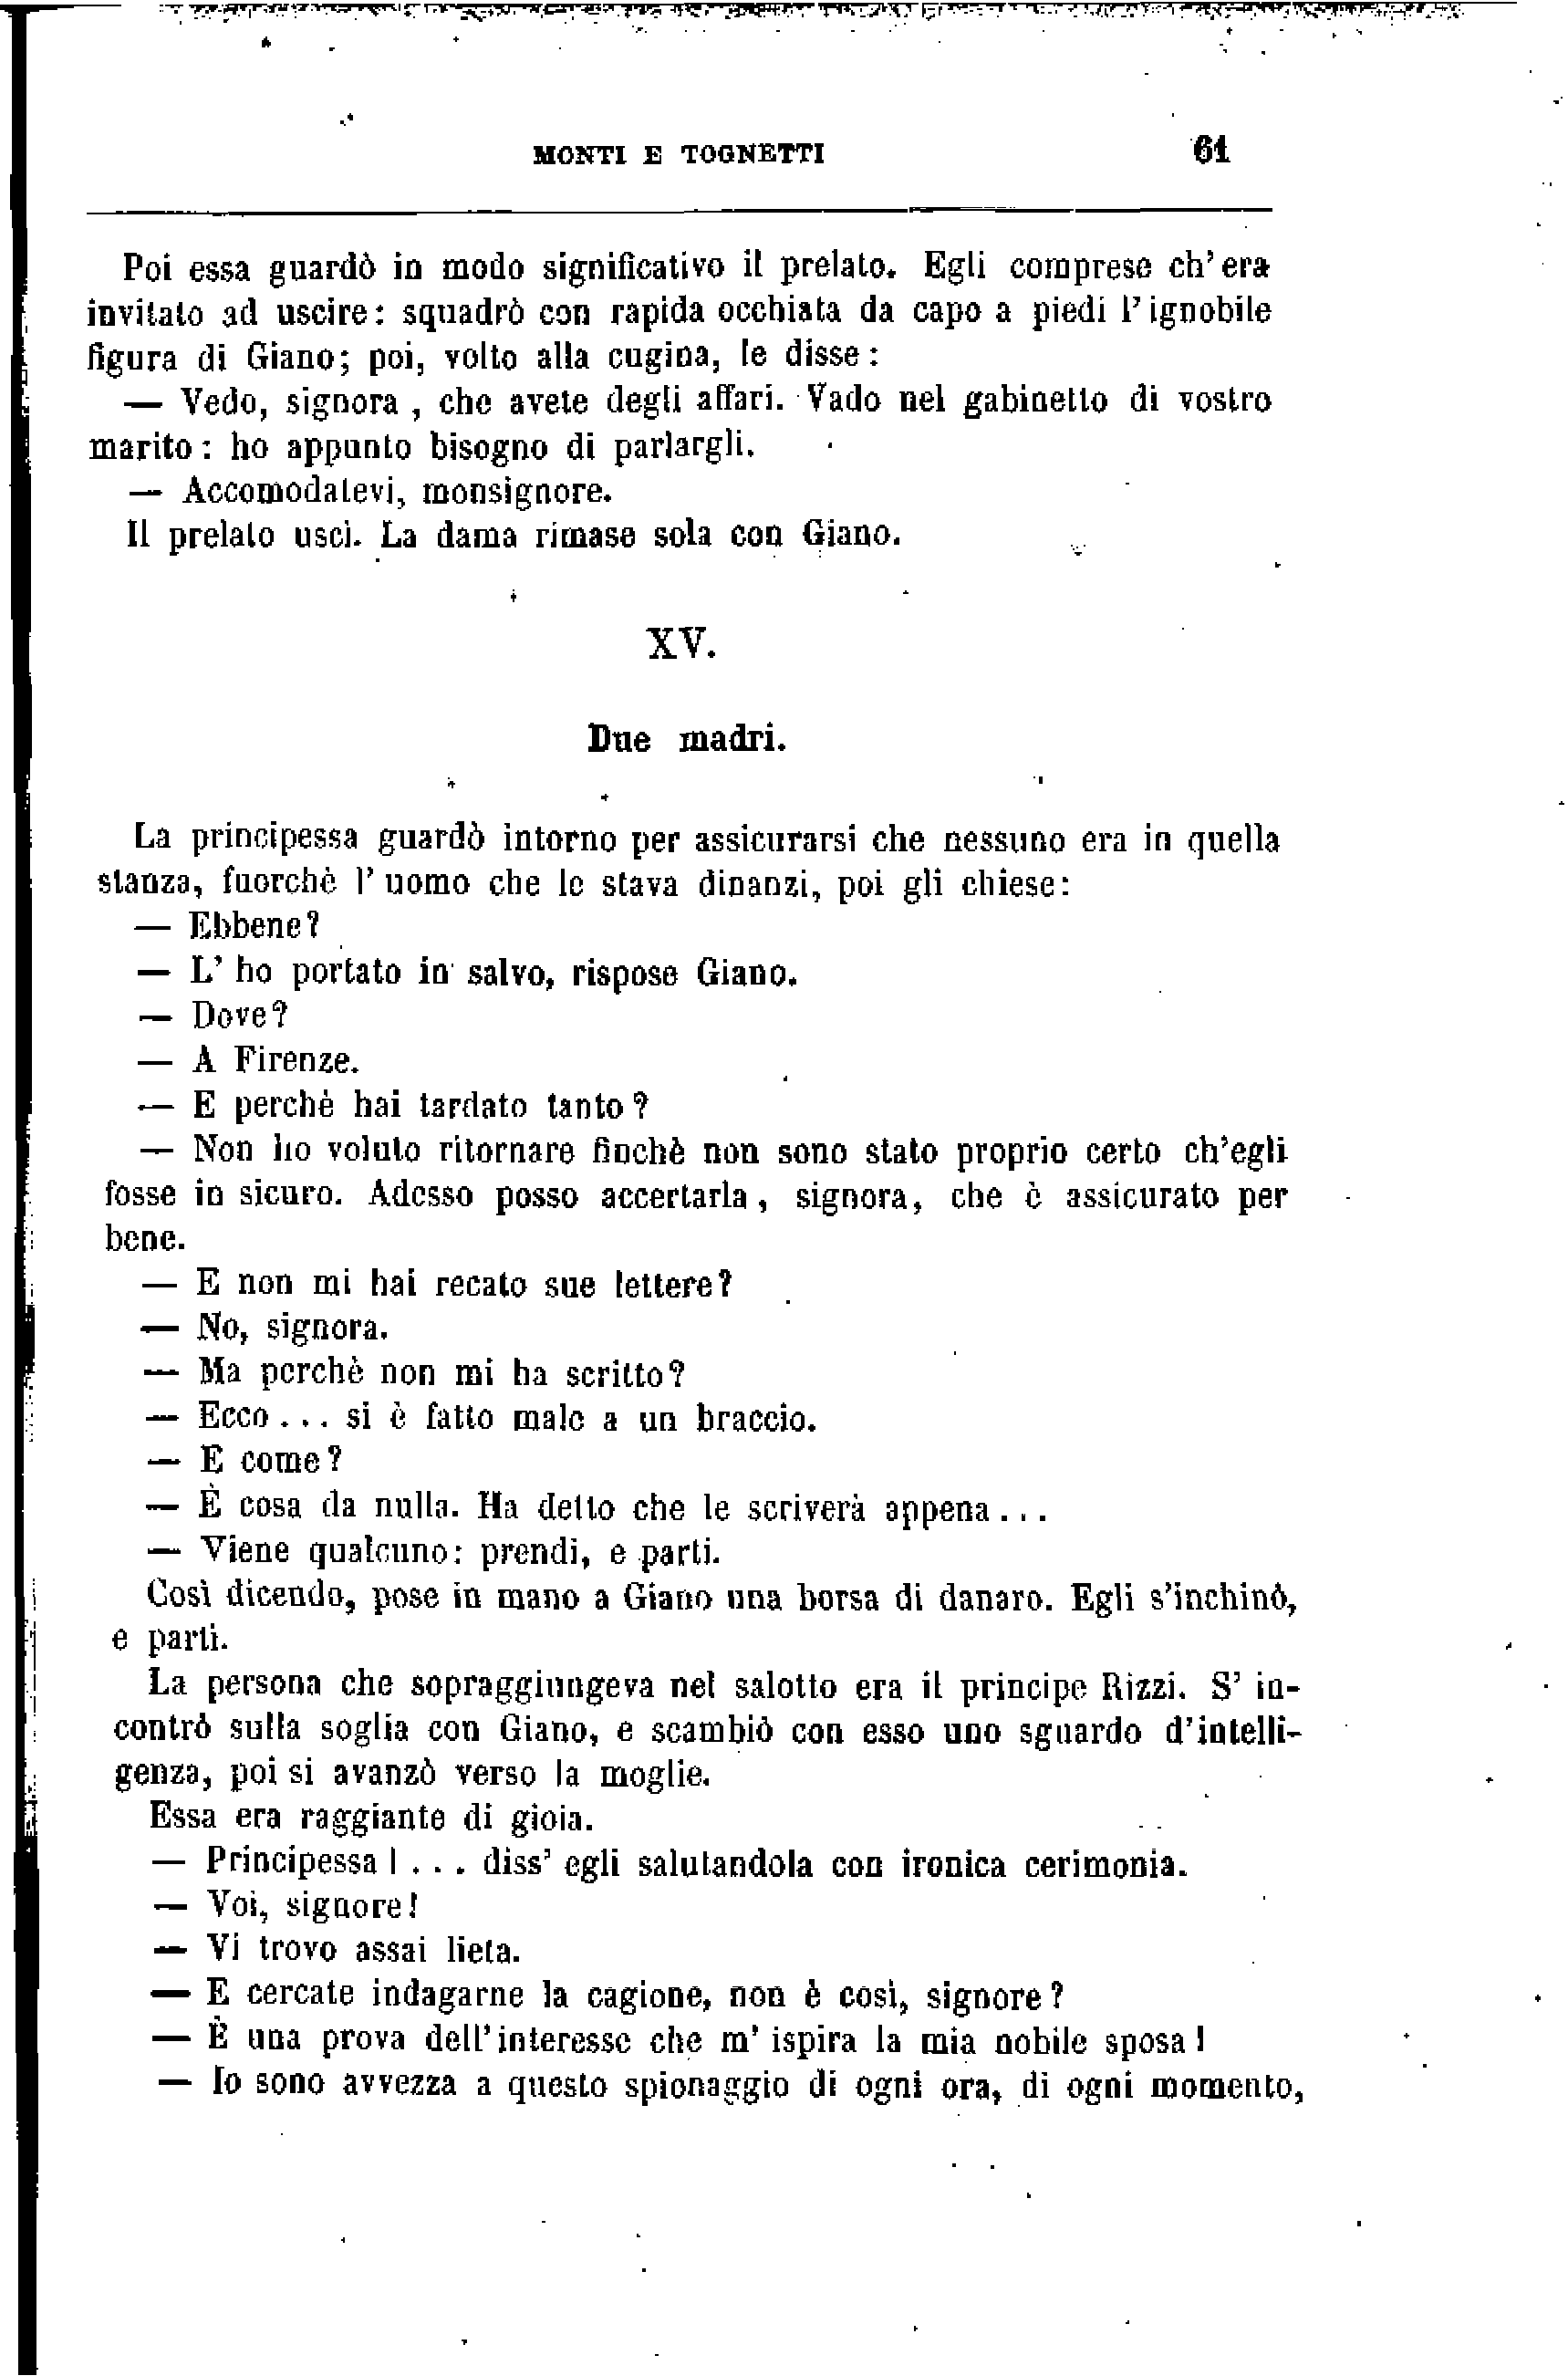 MONTI E TOGNETTI 61
Poi essa guardò in modo significativo il prelato. Egli comprese ch' era
invitato ad uscire: squadrò con rapida occhiata da capo a piedi l' ignobile
figura di Giano; poi, volto alla cugina, le disse:
— Vedo, signora, che avete degli affari. Vado nel gabinetto di vostro
marito: ho appunto bisogno di parlargli.
— Accomodatevi, monsignore.
Il prelato uscì. La dama rimase sola con Giano.
XV.
Due madri.
La principessa guardò intorno per assicurarsi che nessuno era in quella
stanza, fuorchè l' uomo che le stava dinanzi, poi gli chiese:
— Ebbene?
— L' ho portato in salvo, rispose Giano.
— Dove?
— A Firenze.
— E perchè hai tardato tanto?
— Non ho voluto ritornare finchè non sono stato proprio certo ch'egli
fosse in sicuro. Adesso posso accertarla, signora, che è assicurato per
bene.
— E non mi hai recato sue lettere?
— No, signora.
— Ma perchè non mi ha scritto?
— Ecco... si è fatto male a un braccio.
— E come?
— È cosa da nulla. Ha detto che le scriverà appena...
— Viene qualcuno: prendi, e parti.
Così dicendo, pose in mano a Giano una borsa di danaro. Egli s'inchinò,
e partì.
La persona che sopraggiungeva nel salotto era il principe Rizzi. S' in-
contrò sulla soglia con Giano, e scambiò con esso uno sguardo d'intelli-
genza, poi si avanzò verso la moglie.
Essa era raggiante di gioia.
— Principessa!... diss' egli salutandola con ironica cerimonia.
— Voi, signore!
— Vi trovo assai lieta.
— E cercate indagarne la cagione, non è così, signore?
— È una prova dell'interesse che m' ispira la mia nobile sposa!
— Io sono avvezza a questo spionaggio di ogni ora, di ogni momento,